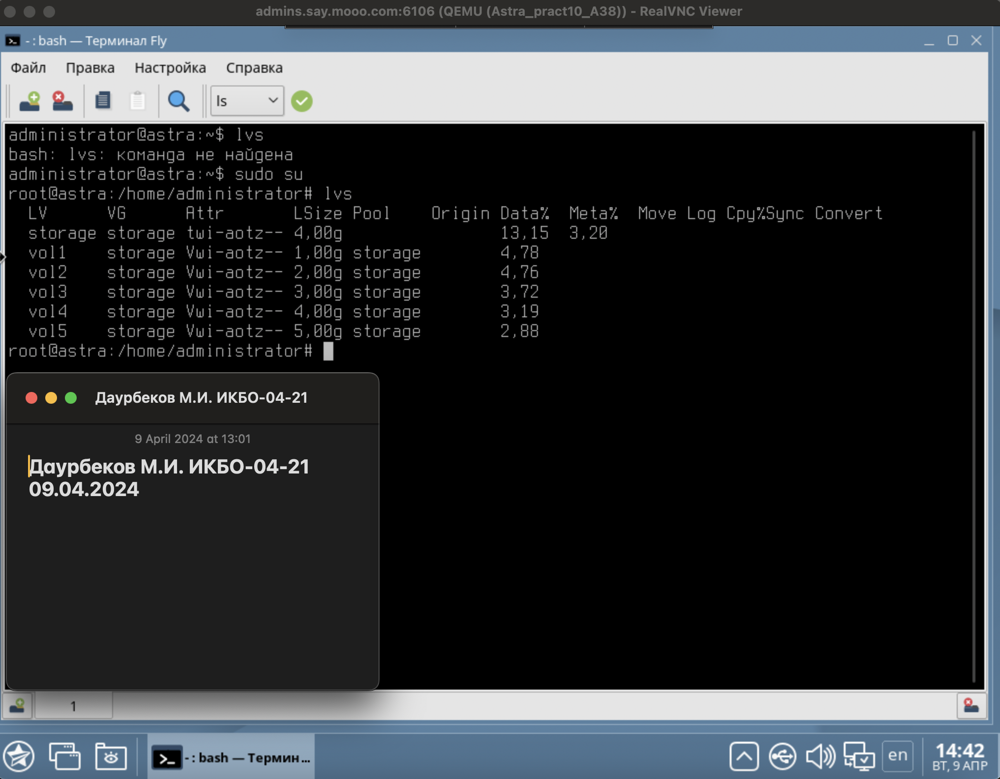 admins.say.mooo.com:6106 (QEMU (Astra_pract10_A38)) - RealVNC Viewer
- : bash — Терминал Fly
Файл Правка Настройка Справка
ls
administrator@astra:~$ lvs
bash: lvs: команда не найдена
administrator@astra:~$ sudo su
root@astra:/home/administrator# lvs
LV VG Attr LSize Pool Origin Data% Meta% Move Log Cpy%Sync Convert
storage storage twi-aotz-- 4,00g 13,15 3,20
vol1 storage Vwi-aotz-- 1,00g storage 4,78
vol2 storage Vwi-aotz-- 2,00g storage 4,76
vol3 storage Vwi-aotz-- 3,00g storage 3,72
vol4 storage Vwi-aotz-- 4,00g storage 3,19
vol5 storage Vwi-aotz-- 5,00g storage 2,88
root@astra:/home/administrator#
Даурбеков М.И. ИКБО-04-21
9 April 2024 at 13:01
Даурбеков М.И. ИКБО-04-21
09.04.2024
1
- : bash — Термин...
en
14:42
ВТ, 9 АПР